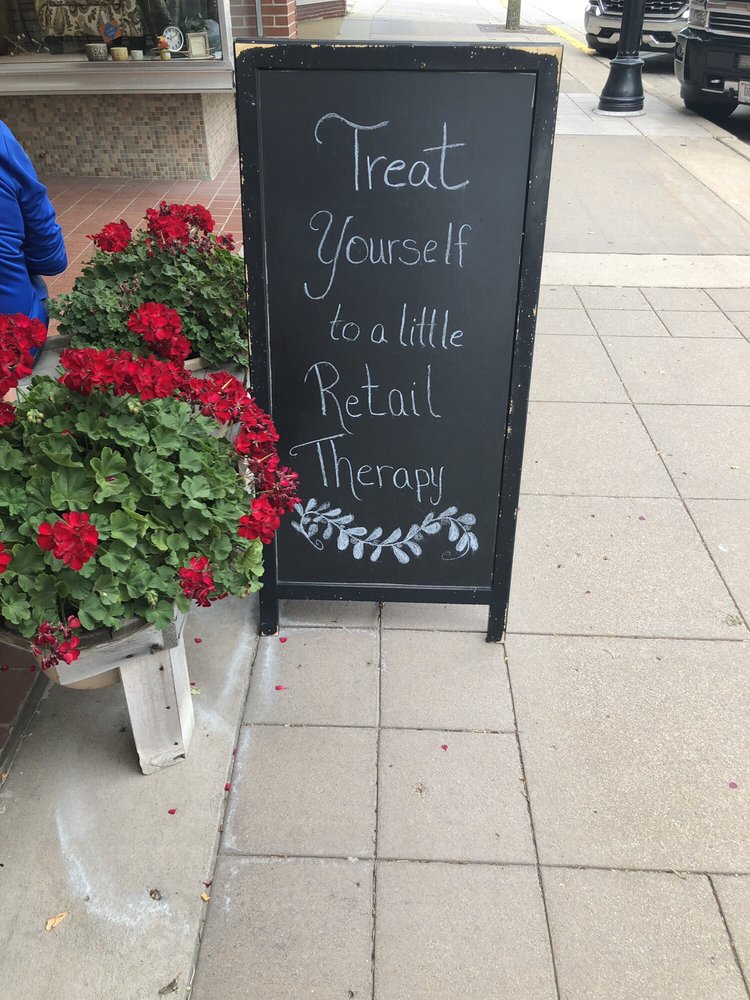 Treat
Yourself
to a little
Retail
Therapy